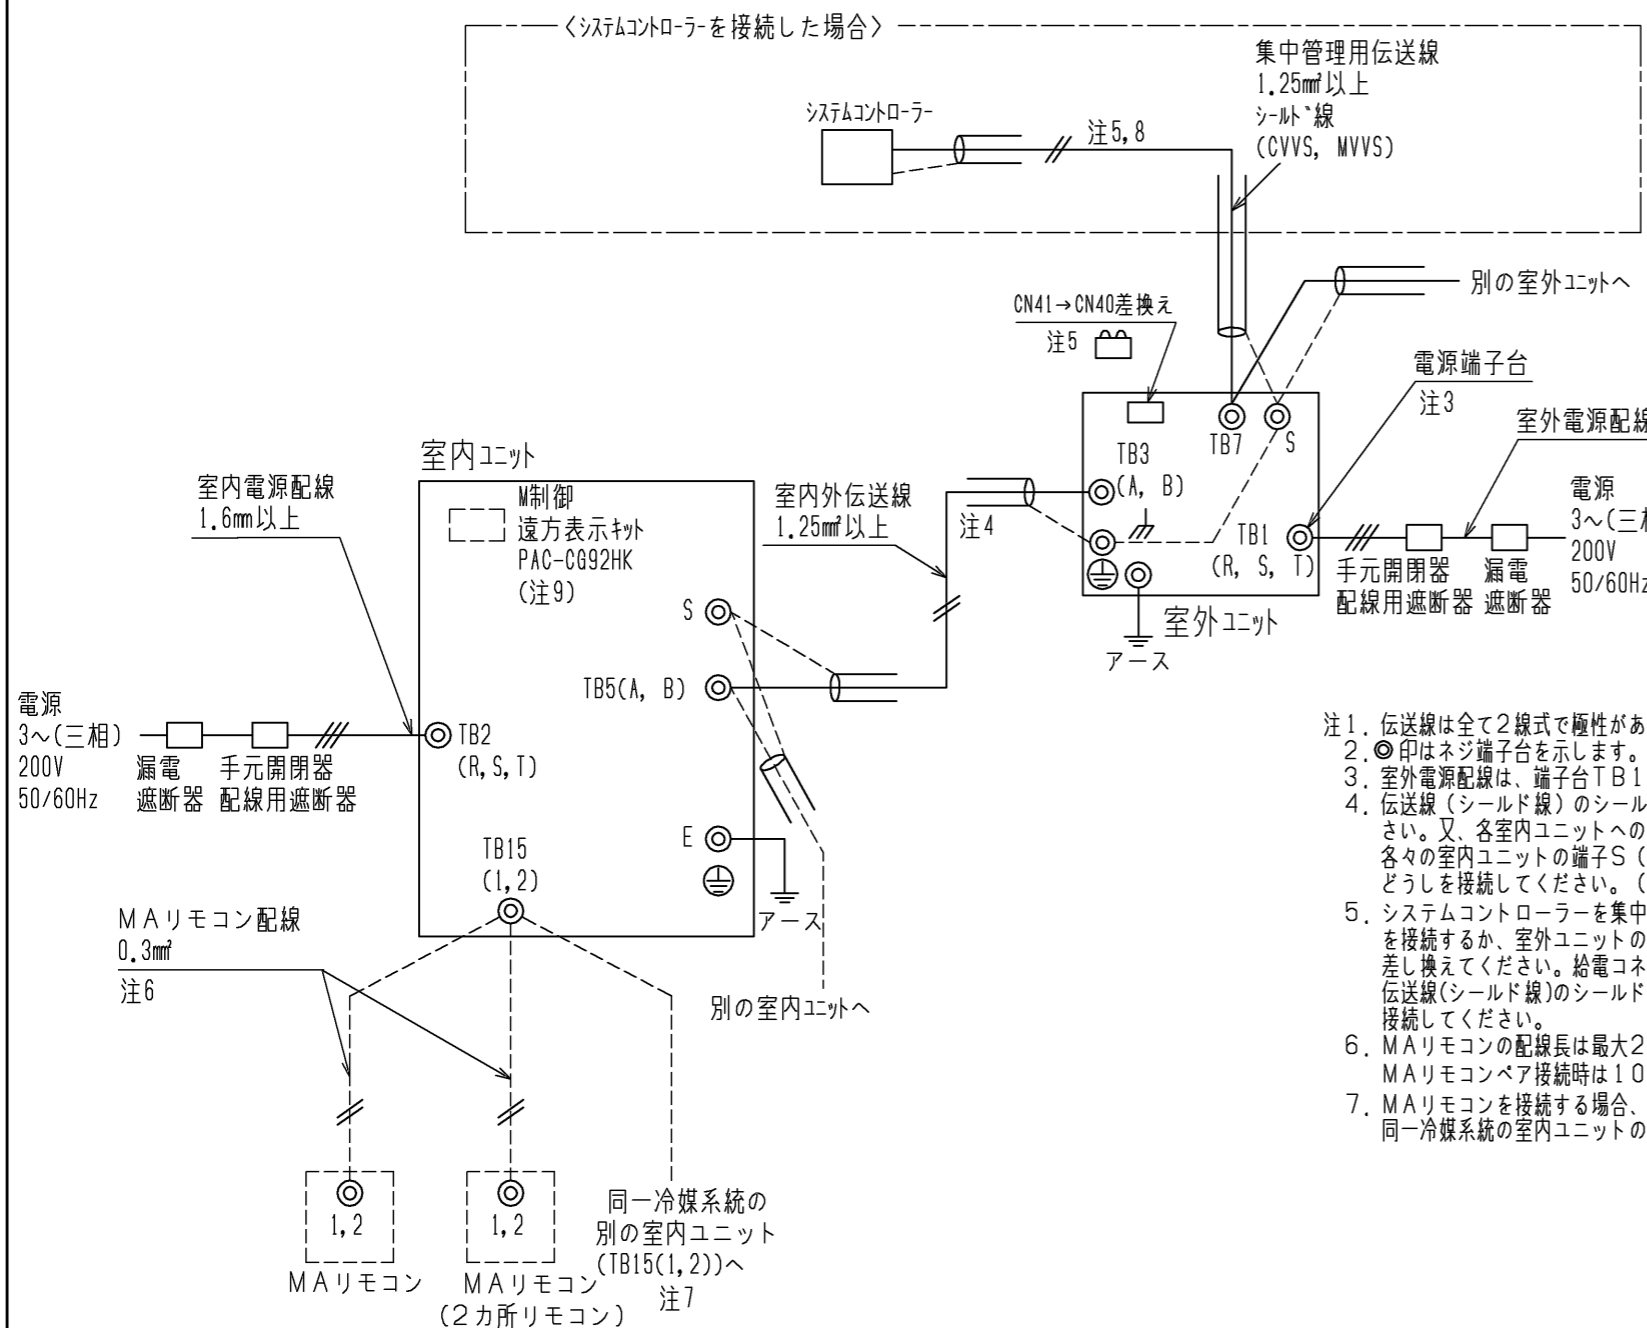 〈システムコントローラーを接続した場合〉
集中管理用伝送線
1.25㎟以上
シールド線
(CVVS, MVVS)
システムコントローラー
注5,8
別の室外ユニットへ
CN41→CN40差換え
注5
電源端子台
注3
室外電源配線
TB7
S
TB3
(A, B)
TB1
(R, S, T)
電源
3～(三相
200V
50/60Hz
手元開閉器
配線用遮断器
漏電
遮断器
室外ユニット
アース
室内ユニット
室内電源配線
1.6mm以上
M制御
遠方表示キット
PAC-CG92HK
(注9)
室内外伝送線
1.25㎟以上
注4
S
TB5(A, B)
電源
3～(三相)
200V
50/60Hz
漏電
遮断器
手元開閉器
配線用遮断器
TB2
(R,S,T)
E
アース
TB15
(1,2)
MAリモコン配線
0.3㎟
注6
別の室内ユニットへ
1,2
MAリモコン
1,2
MAリモコン
(2カ所リモコン)
同一冷媒系統の
別の室内ユニット
(TB15(1,2))へ
注7
注1. 伝送線は全て2線式で極性があ
2. ◎印はネジ端子台を示します。
3. 室外電源配線は、端子台TB1
4. 伝送線(シールド線)のシール
さい。又、各室内ユニットへの
各々の室内ユニットの端子S(
どうしを接続してください。(
5. システムコントローラーを集中
を接続するか、室外ユニットの
差し換えてください。給電コネ
伝送線(シールド線)のシールド
接続してください。
6. MAリモコンの配線長は最大2
MAリモコンペア接続時は10
7. MAリモコンを接続する場合、
同一冷媒系統の室内ユニットの